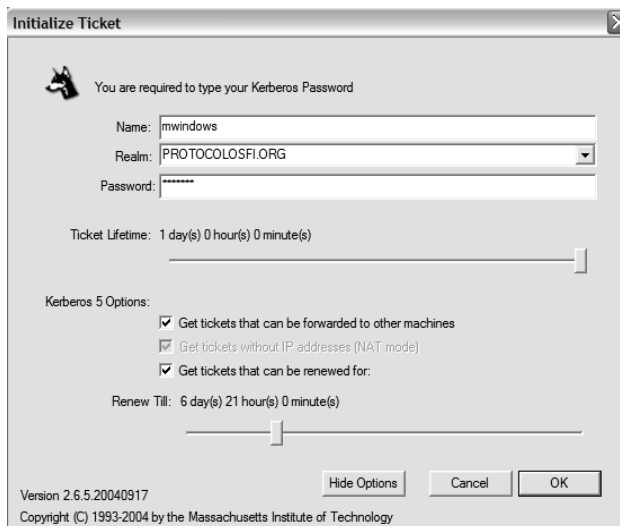 Initialize Ticket
You are required to type your Kerberos Password
Name: mwindows
Realm: PROTOCOLOSFI.ORG
Password: *******
Ticket Lifetime: 1 day(s) 0 hour(s) 0 minute(s)
Kerberos 5 Options:
Get tickets that can be forwarded to other machines
Get tickets without IP addresses (NAT mode)
Get tickets that can be renewed for:
Renew Till: 6 day(s) 21 hour(s) 0 minute(s)
Hide Options Cancel OK
Version 2.6.5.20040917
Copyright (C) 1993-2004 by the Massachusetts Institute of Technology